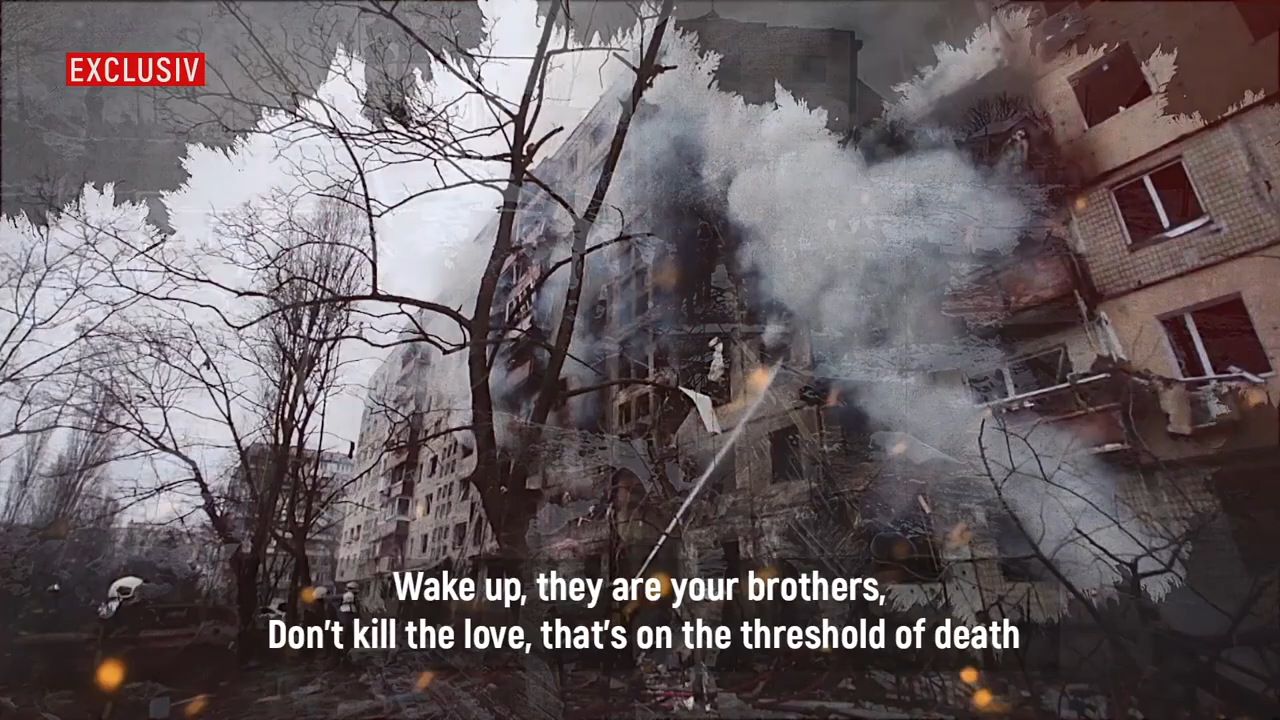 EXCLUSIV
Wake up, they are your brothers,
Don't kill the love, that's on the threshold of death